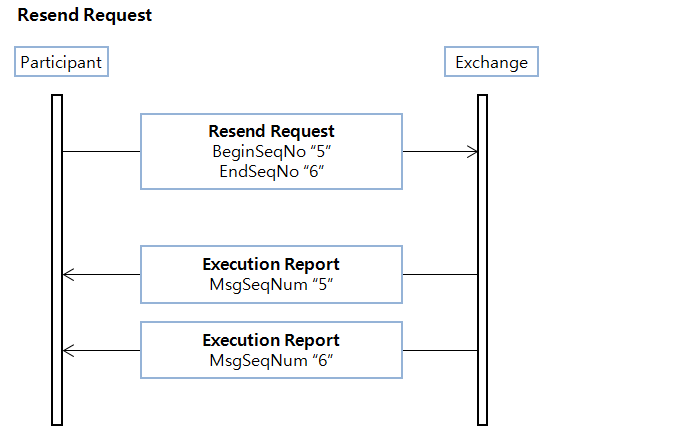 Resend Request
Participant
Exchange
Resend Request
BeginSeqNo “5”
EndSeqNo “6”
Execution Report
MsgSeqNum “5”
Execution Report
MsgSeqNum “6”